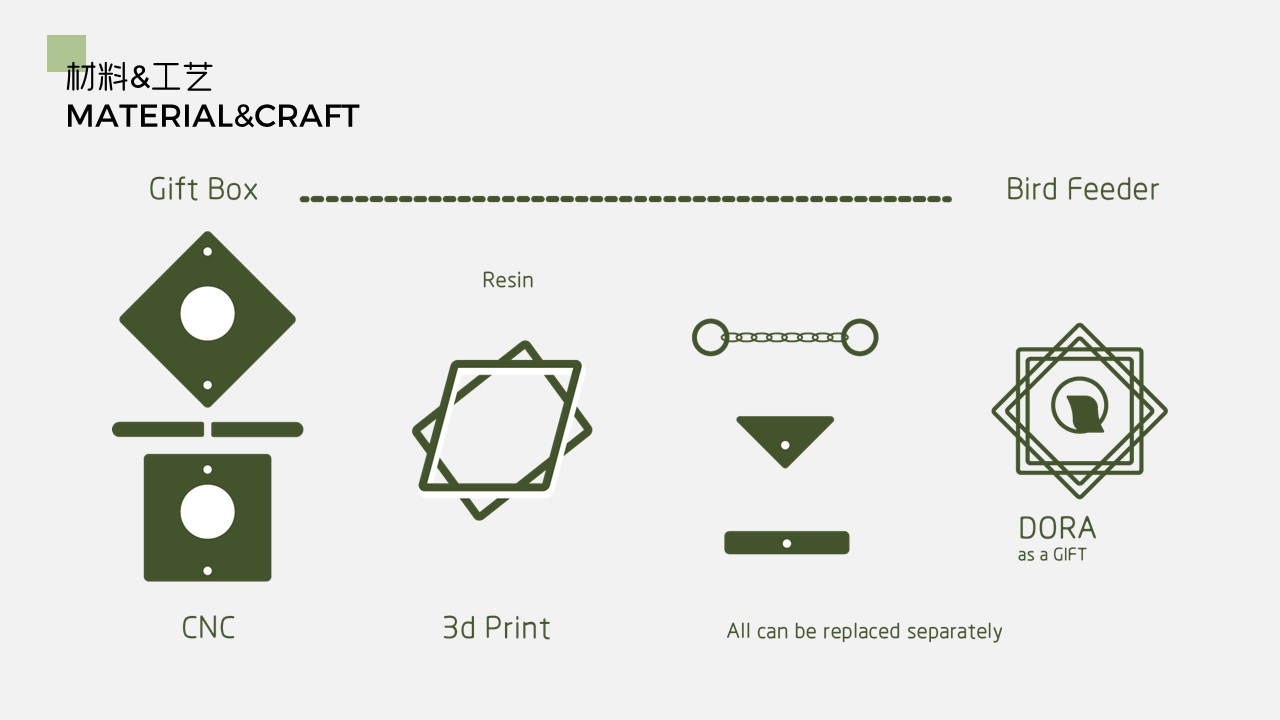 材料&工艺
MATERIAL&CRAFT
Gift Box
Bird Feeder
Resin
DORA
as a GIFT
CNC
3d Print
All can be replaced separately